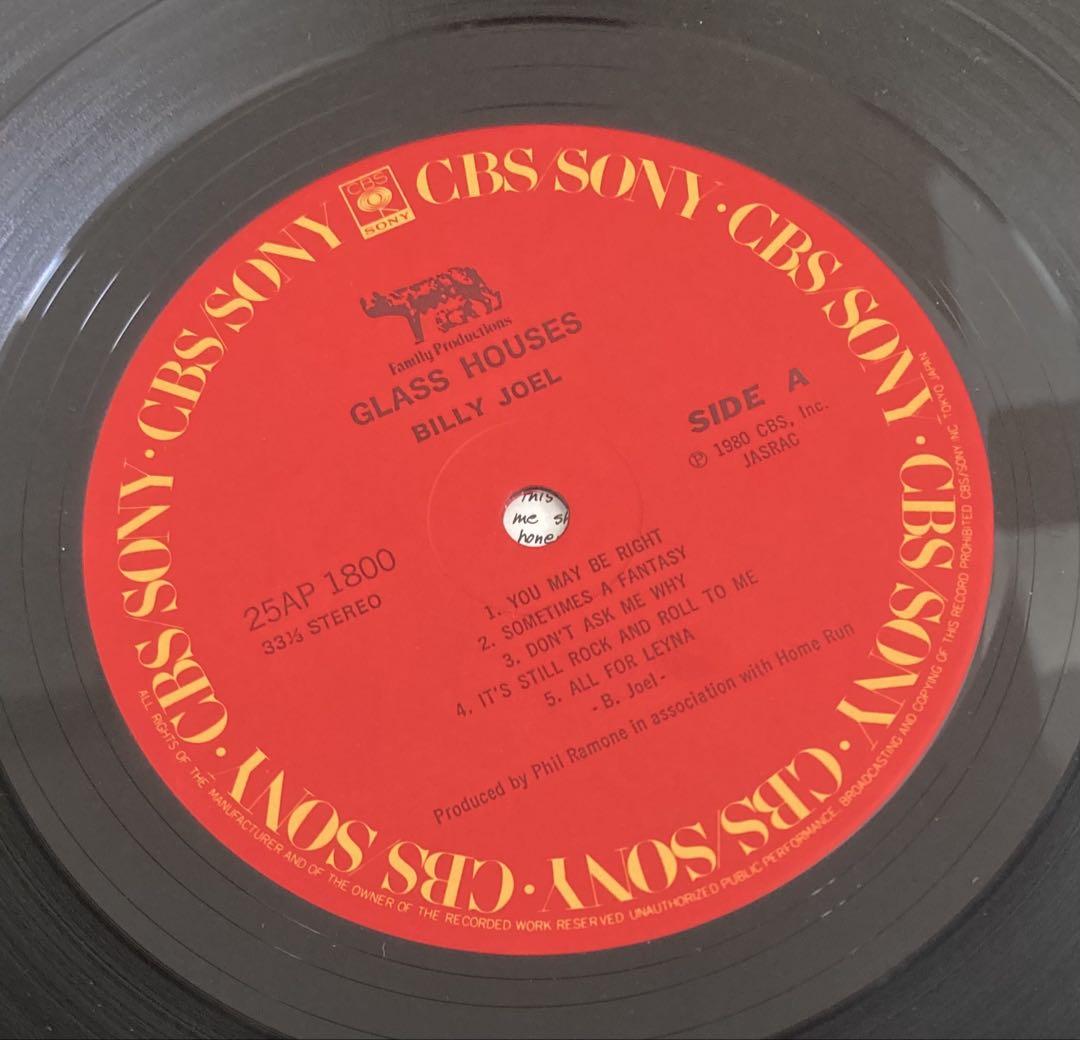 CBS
SONY
CBS/SONY · CBS/SONY · CBS/SONY · CBS/SONY · CBS/SONY · CBS/SONY · CBS/SONY
Family Productions
GLASS HOUSES
BILLY JOEL
SIDE A
℗ 1980 CBS, Inc.
JASRAC
This
me
hone
25AP 1800
33⅓ STEREO
1. YOU MAY BE RIGHT
2. SOMETIMES A FANTASY
3. DON'T ASK ME WHY
4. IT'S STILL ROCK AND ROLL TO ME
5. ALL FOR LEYNA
- B. Joel -
Produced by Phil Ramone in association with Home Run
ALL RIGHTS OF THE MANUFACTURER AND OF THE OWNER OF THE RECORDED WORK RESERVED UNAUTHORIZED PUBLIC PERFORMANCE. BROADCASTING AND COPYING OF THIS RECORD PROHIBITED CBS/SONY INC TOKYO JAPAN